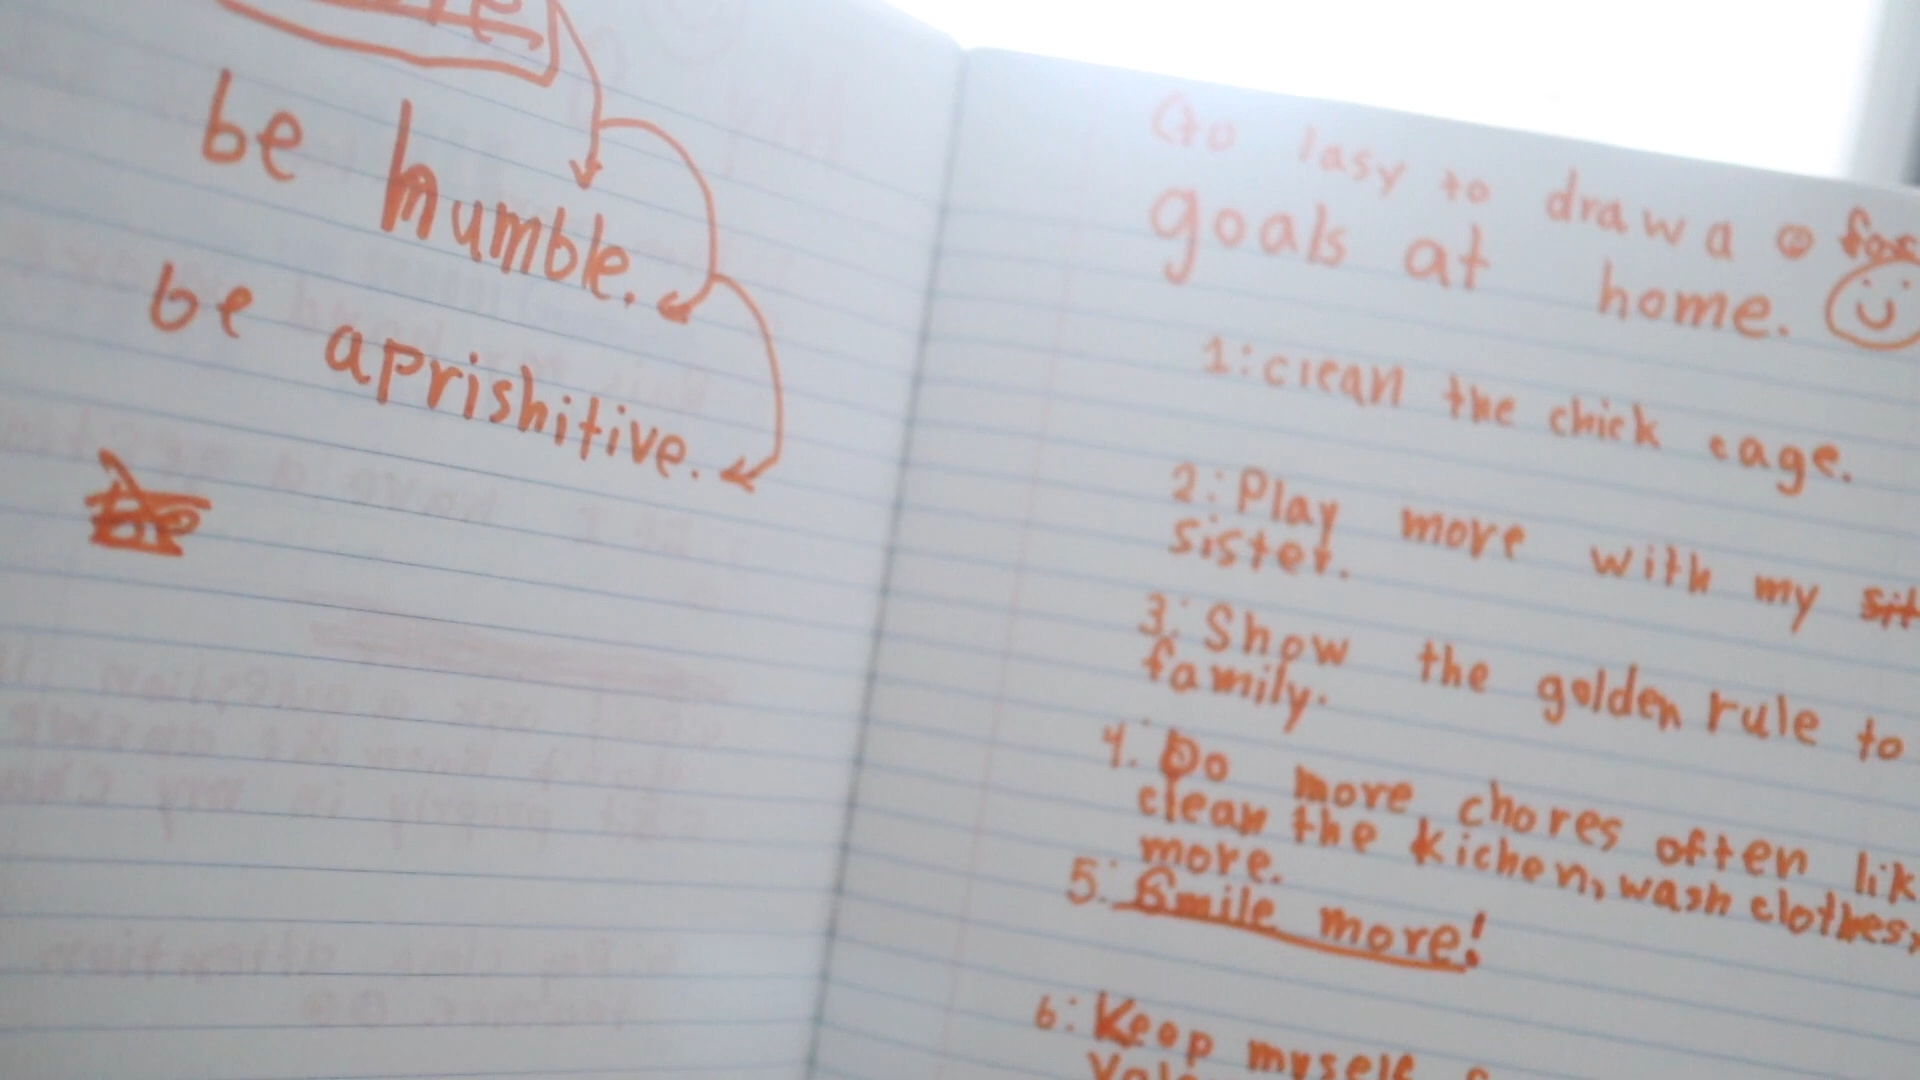 be humble.
be aprishitive.
to lasy to draw a
goals at home.
1: clean the chick cage.
2: Play more with my
sister.
3: Show the golden rule to
family.
4. Do more chores often lik
clean the kichen, wash clothes,
more.
5. Smile more!
6: Keep myself